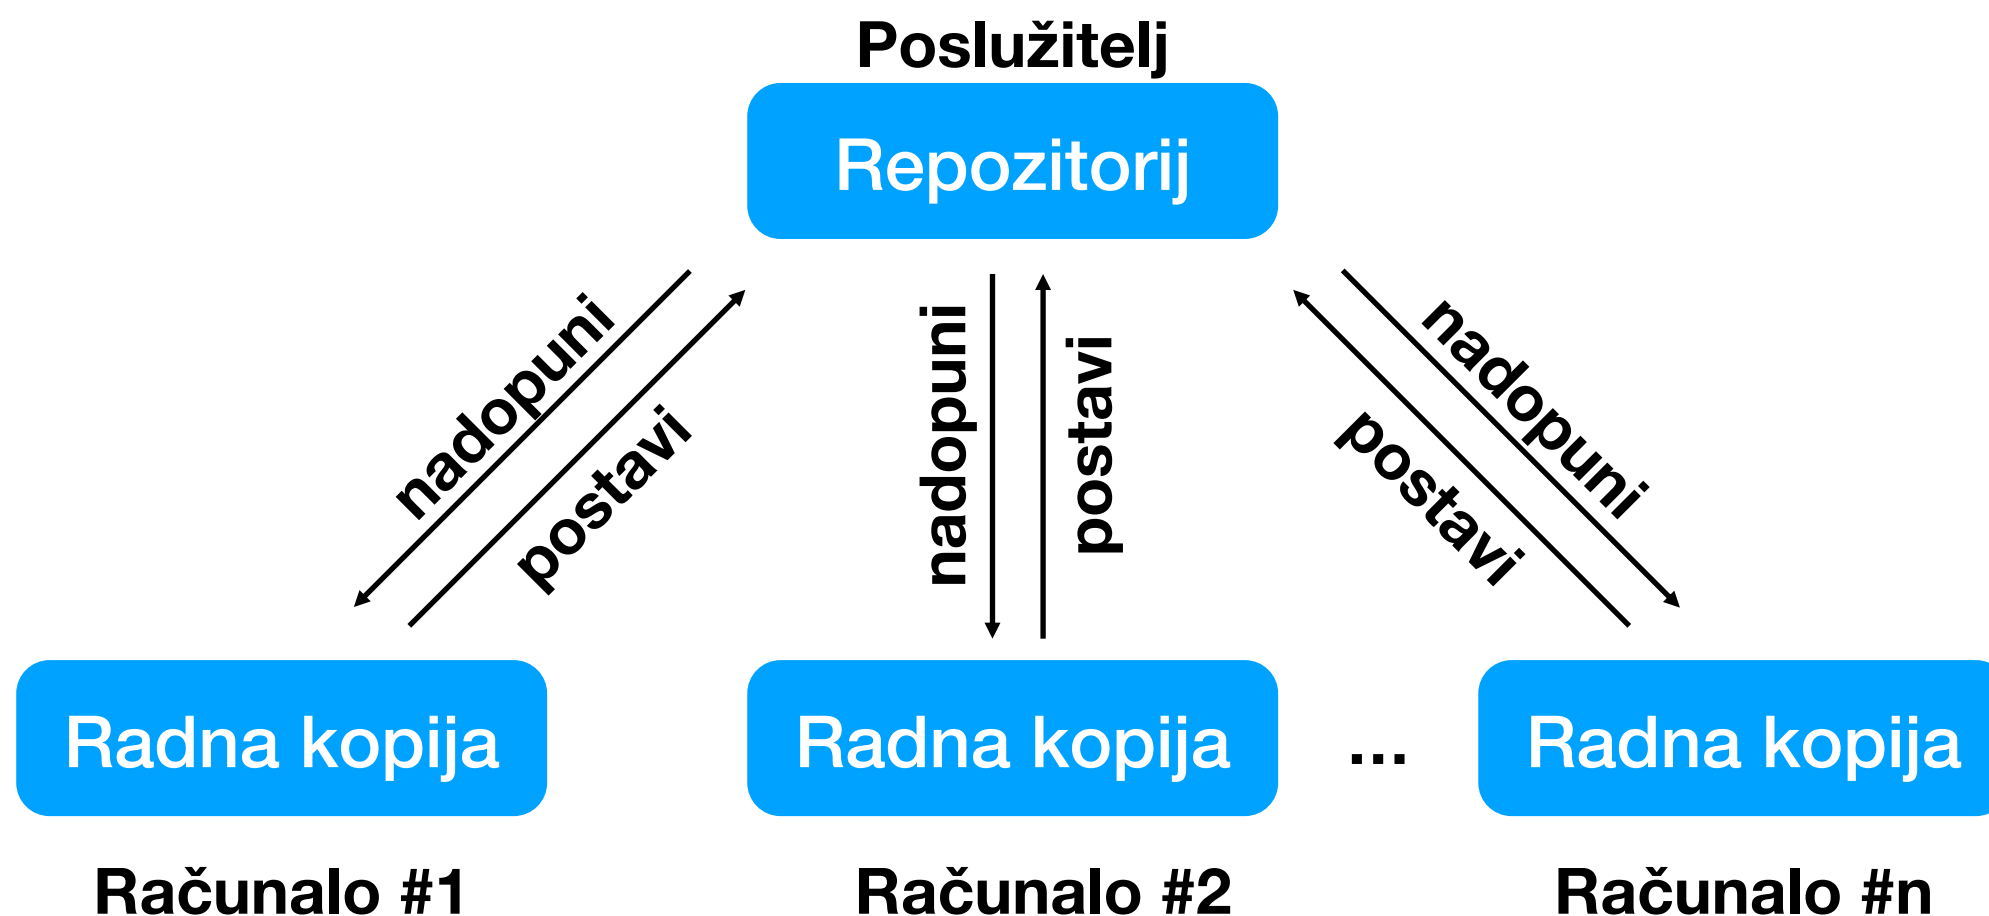 Poslužitelj
Repozitorij
nadopuni
postavi
nadopuni
postavi
nadopuni
postavi
Radna kopija
Radna kopija
...
Radna kopija
Računalo #1
Računalo #2
Računalo #n